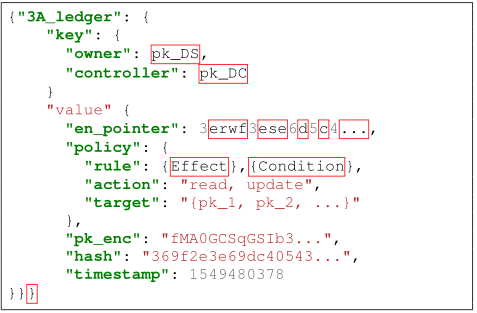 {"3A_ledger": {
"key": {
"owner": pk_DS,
"controller": pk_DC
}
"value" {
"en_pointer": 3erwf3ese6d5c4...,
"policy": {
"rule": {Effect},{Condition},
"action": "read, update",
"target": "{pk_1, pk_2, ...}"
},
"pk_enc": "fMA0GCSqGSIb3...",
"hash": "369f2e3e69dc40543...",
"timestamp": 1549480378
}}}